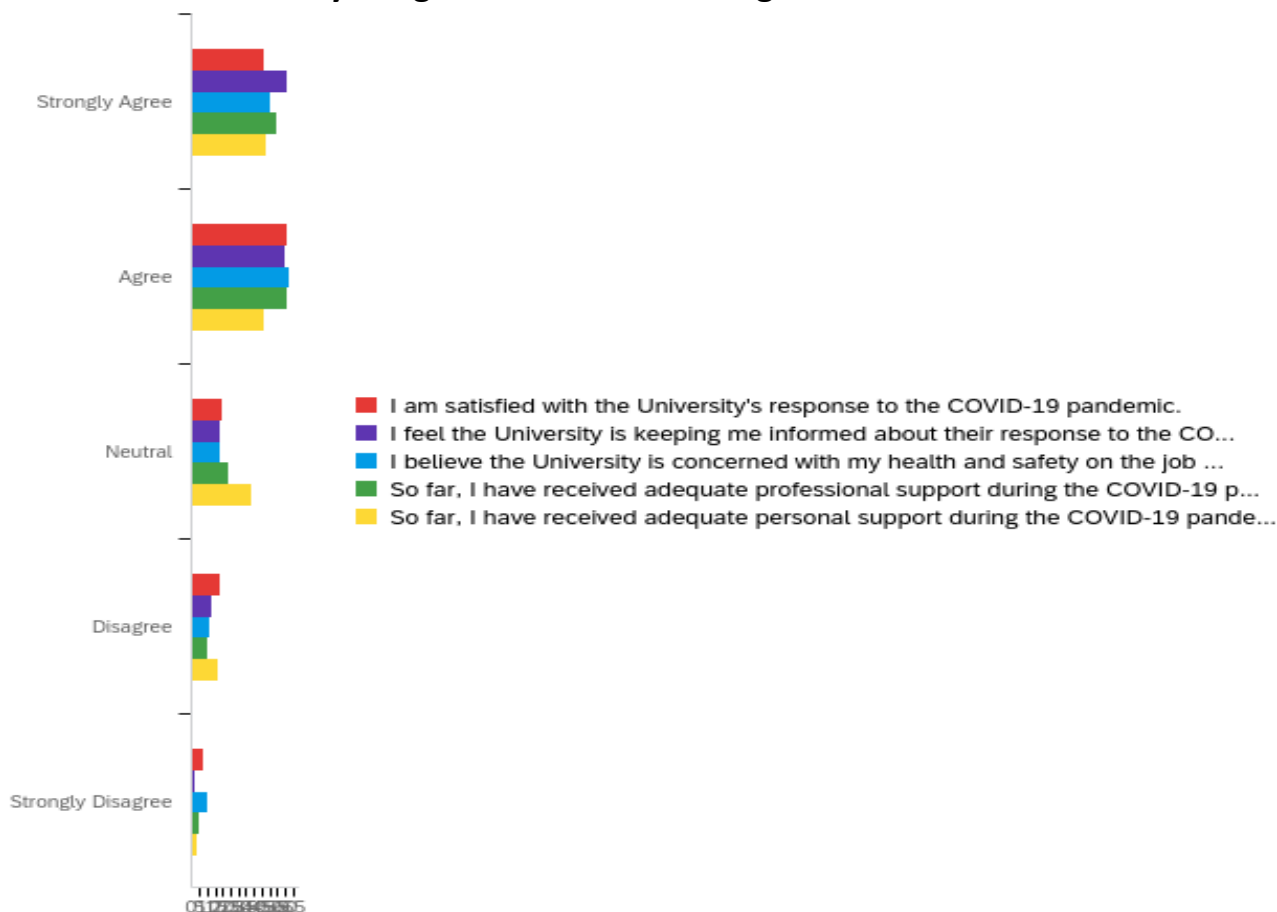 Strongly Agree
Agree
Neutral
Disagree
Strongly Disagree
I am satisfied with the University's response to the COVID-19 pandemic.
I feel the University is keeping me informed about their response to the CO...
I believe the University is concerned with my health and safety on the job ...
So far, I have received adequate professional support during the COVID-19 p...
So far, I have received adequate personal support during the COVID-19 pande...